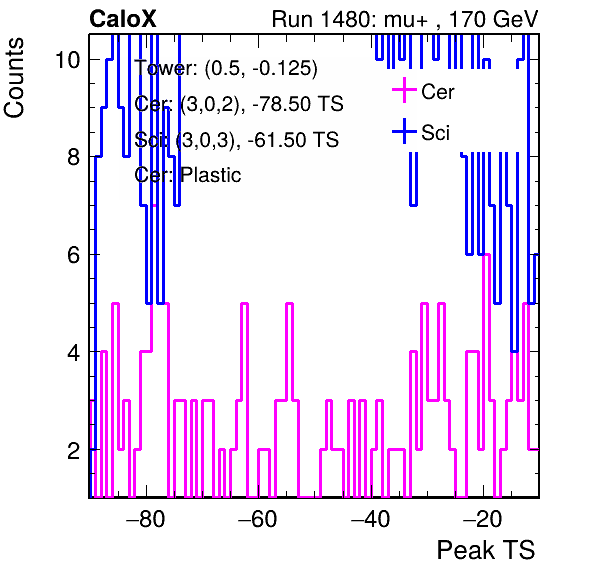 CaloX Run 1480: mu+ , 170 GeV
Counts
Tower: (0.5, -0.125)
Cer: (3,0,2), -78.50 TS
Sci: (3,0,3), -61.50 TS
Cer: Plastic
Cer
Sci
10
8
6
4
2
−80 −60 −40 −20
Peak TS